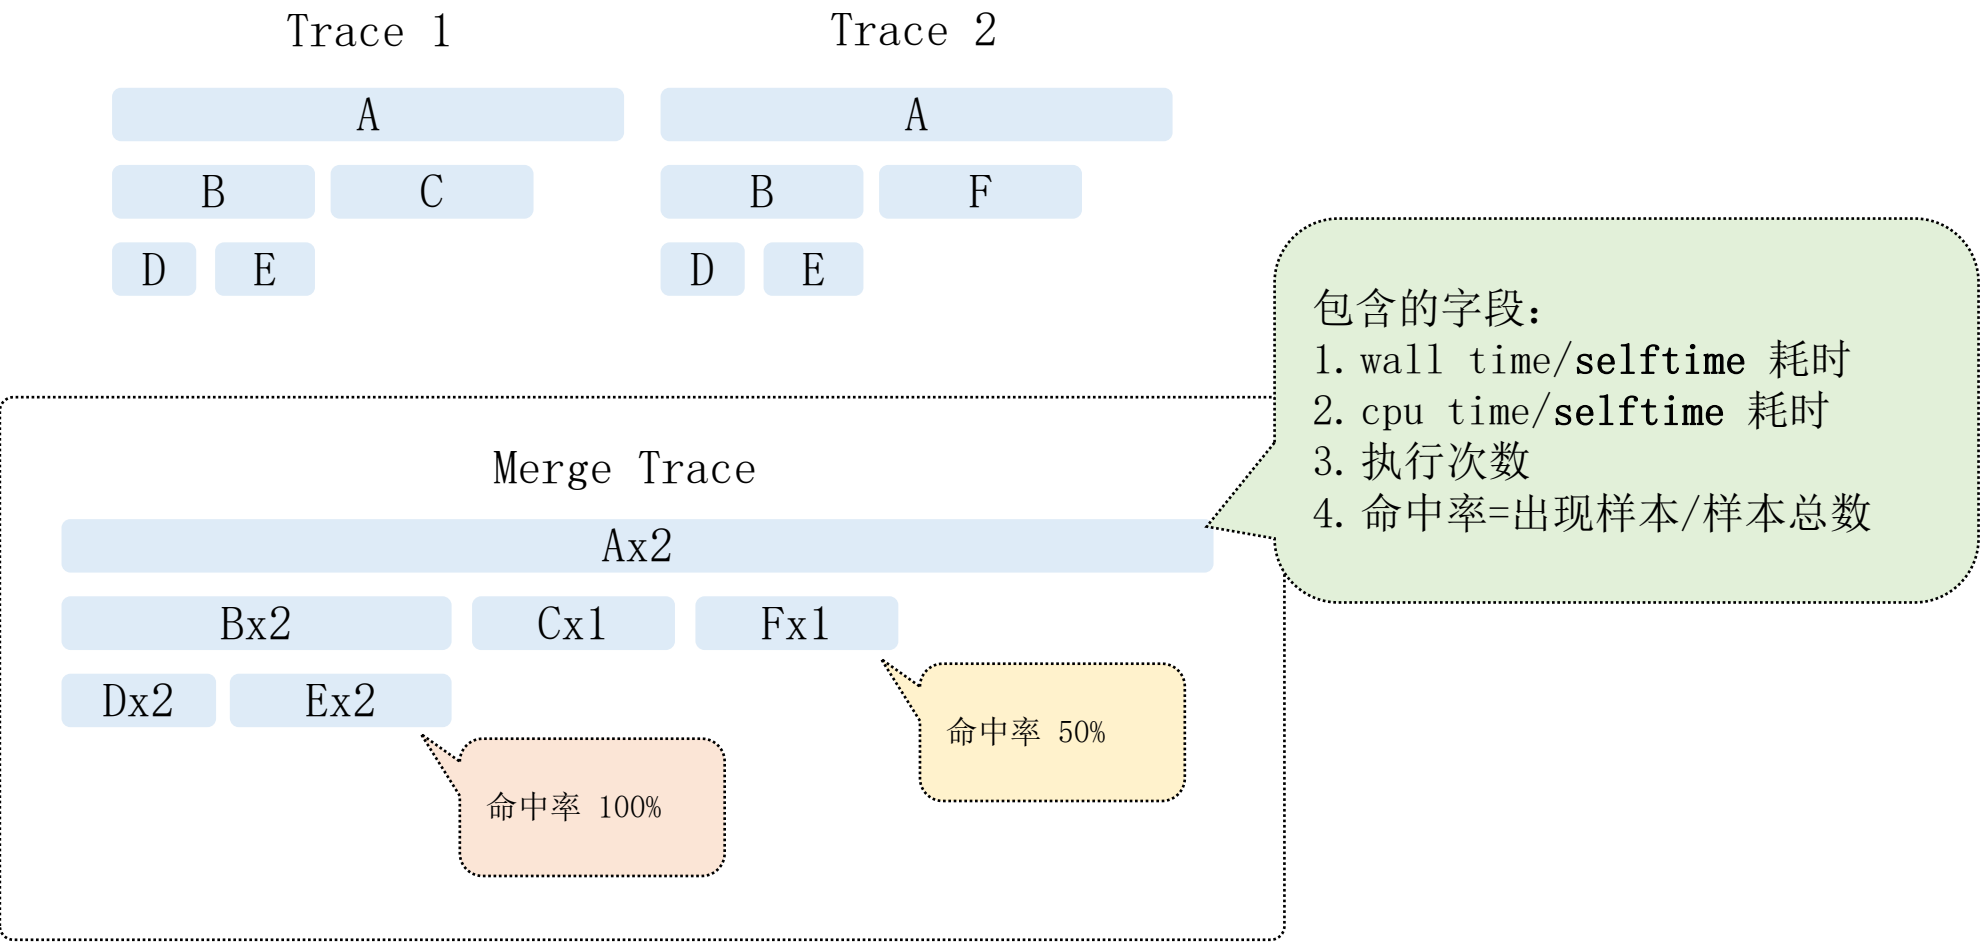 Trace 1
Trace 2
A
A
B
C
B
F
D
E
D
E
包含的字段：
1. wall time/selftime 耗时
2. cpu time/selftime 耗时
3. 执行次数
4. 命中率=出现样本/样本总数
Merge Trace
Ax2
Bx2
Cx1
Fx1
Dx2
Ex2
命中率 50%
命中率 100%